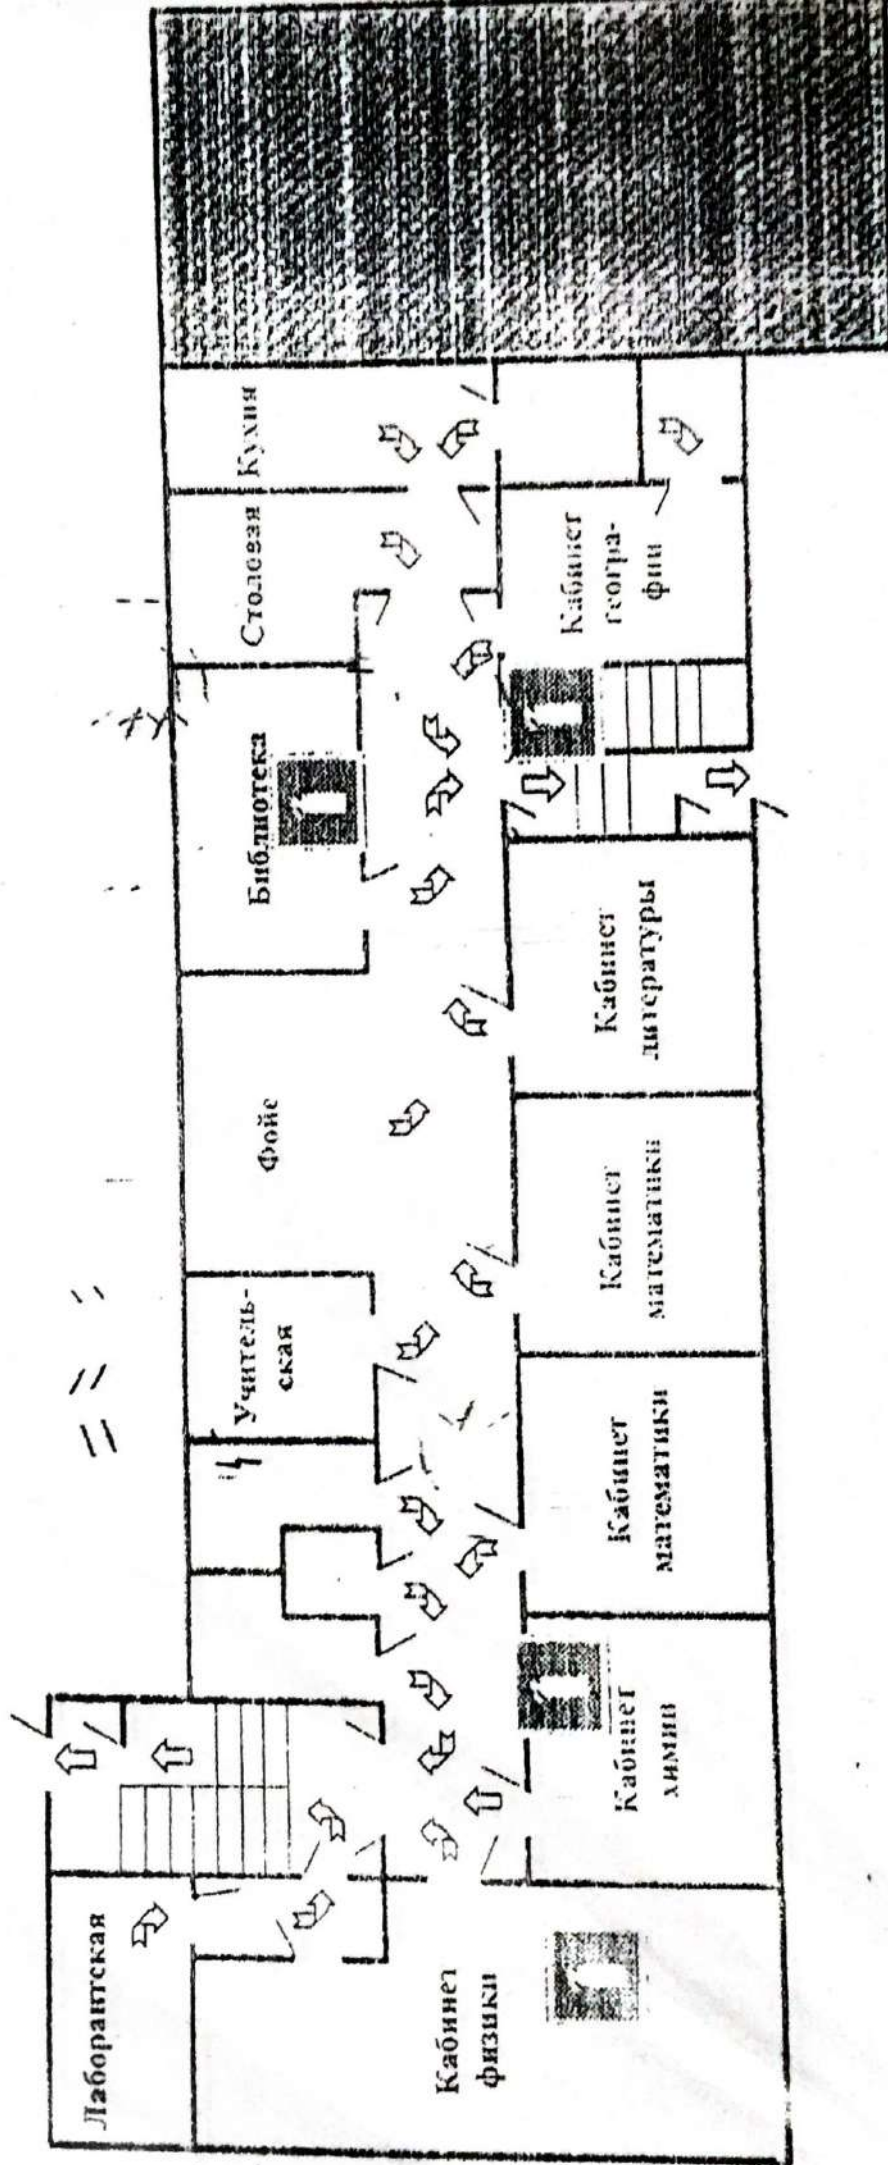 Лаборантская
Кабинет
физики
Кабинет
химии
Учитель-
ская
Кабинет
математики
Кабинет
математики
Фойе
Кабинет
литературы
Библиотека
Столовая
Кабинет
геогра-
фии
Кухня